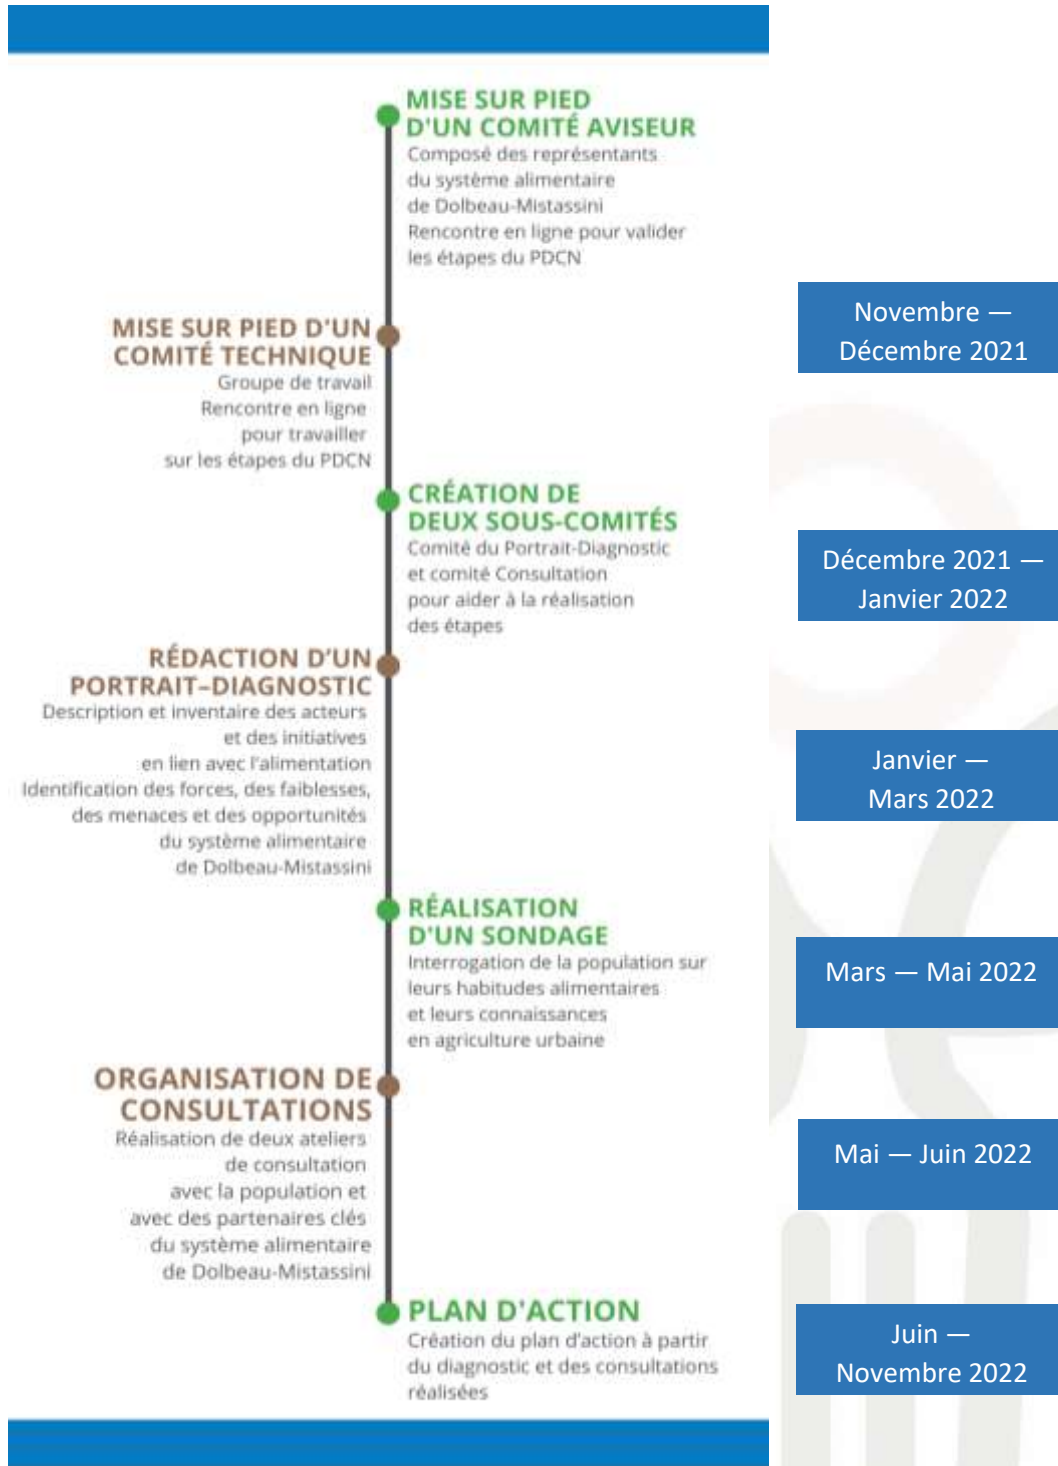 MISE SUR PIED
D'UN COMITÉ AVISEUR
Composé des représentants
du système alimentaire
de Dolbeau-Mistassini
Rencontre en ligne pour valider
les étapes du PDCN
Novembre —
Décembre 2021
MISE SUR PIED D'UN
COMITÉ TECHNIQUE
Groupe de travail
Rencontre en ligne
pour travailler
sur les étapes du PDCN
CRÉATION DE
DEUX SOUS-COMITÉS
Comité du Portrait-Diagnostic
et comité Consultation
pour aider à la réalisation
des étapes
Décembre 2021 —
Janvier 2022
RÉDACTION D'UN
PORTRAIT–DIAGNOSTIC
Description et inventaire des acteurs
et des initiatives
en lien avec l'alimentation
Identification des forces, des faiblesses,
des menaces et des opportunités
du système alimentaire
de Dolbeau-Mistassini
Janvier —
Mars 2022
RÉALISATION
D'UN SONDAGE
Interrogation de la population sur
leurs habitudes alimentaires
et leurs connaissances
en agriculture urbaine
Mars — Mai 2022
ORGANISATION DE
CONSULTATIONS
Réalisation de deux ateliers
de consultation
avec la population et
avec des partenaires clés
du système alimentaire
de Dolbeau-Mistassini
Mai — Juin 2022
PLAN D'ACTION
Création du plan d'action à partir
du diagnostic et des consultations
réalisées
Juin —
Novembre 2022